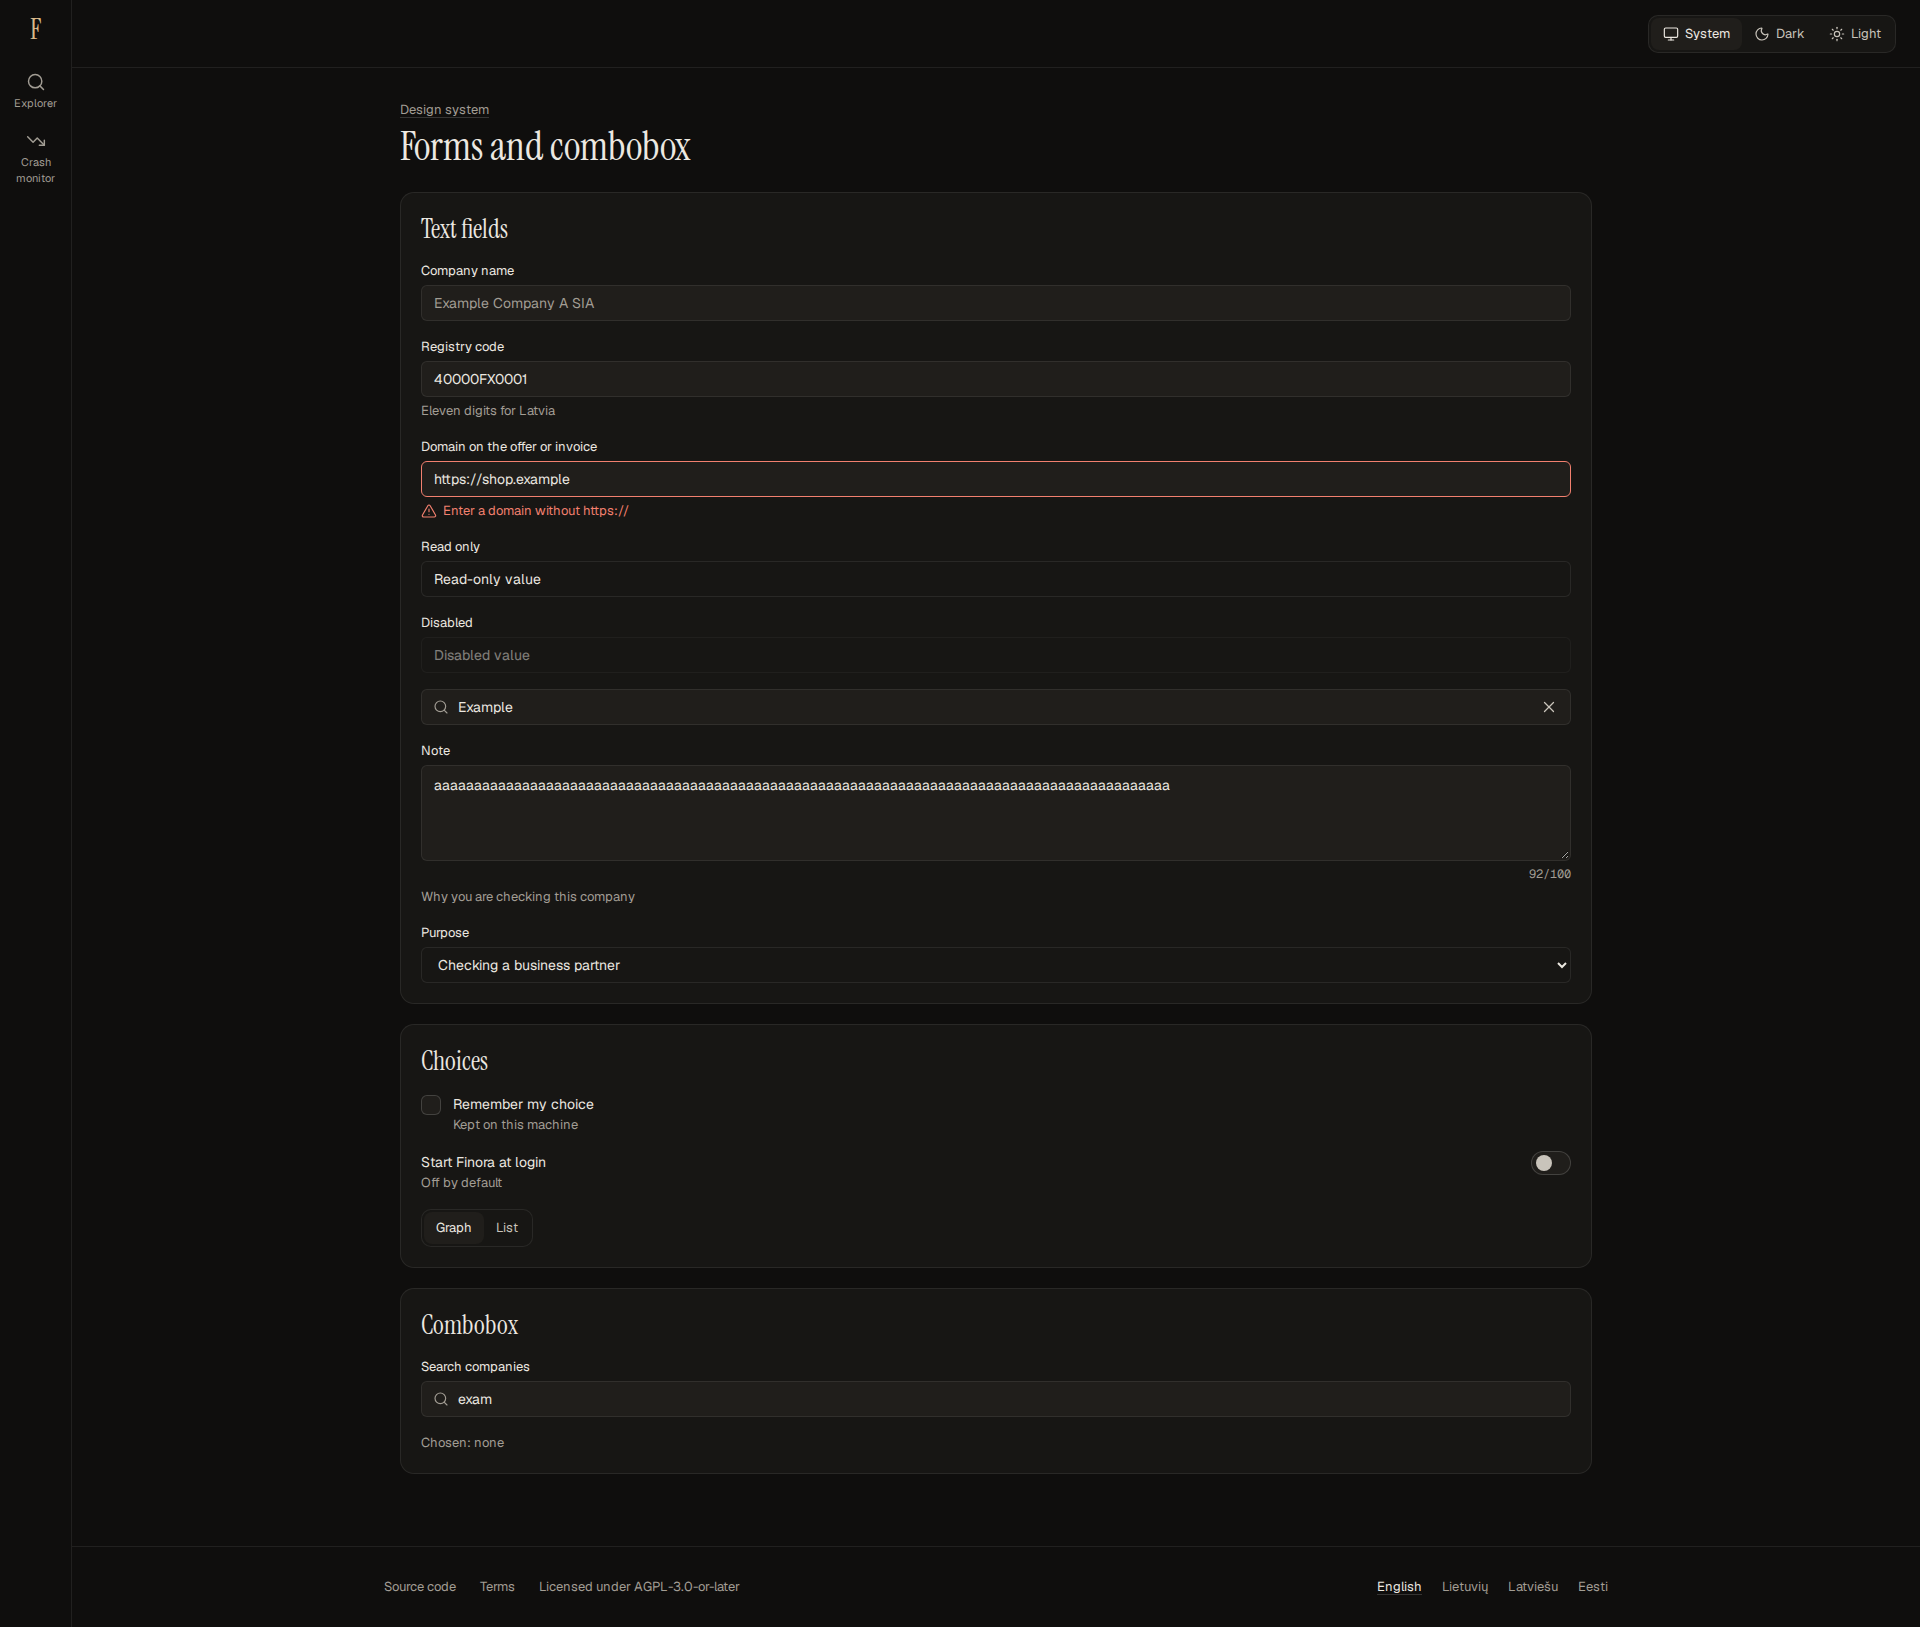 F
Explorer
Crash
monitor
System
Dark
Light
Design system
Forms and combobox
Text fields
Company name
Example Company A SIA
Registry code
40000FX0001
Eleven digits for Latvia
Domain on the offer or invoice
https://shop.example
Enter a domain without https://
Read only
Read-only value
Disabled
Disabled value
Example
Note
aaaaaaaaaaaaaaaaaaaaaaaaaaaaaaaaaaaaaaaaaaaaaaaaaaaaaaaaaaaaaaaaaaaaaaaaaaaaaaaaaaaaaaaaaaaa
92/100
Why you are checking this company
Purpose
Checking a business partner
Choices
Remember my choice
Kept on this machine
Start Finora at login
Off by default
Graph
List
Combobox
Search companies
exam
Chosen: none
Source code
Terms
Licensed under AGPL-3.0-or-later
English
Lietuvių
Latviešu
Eesti